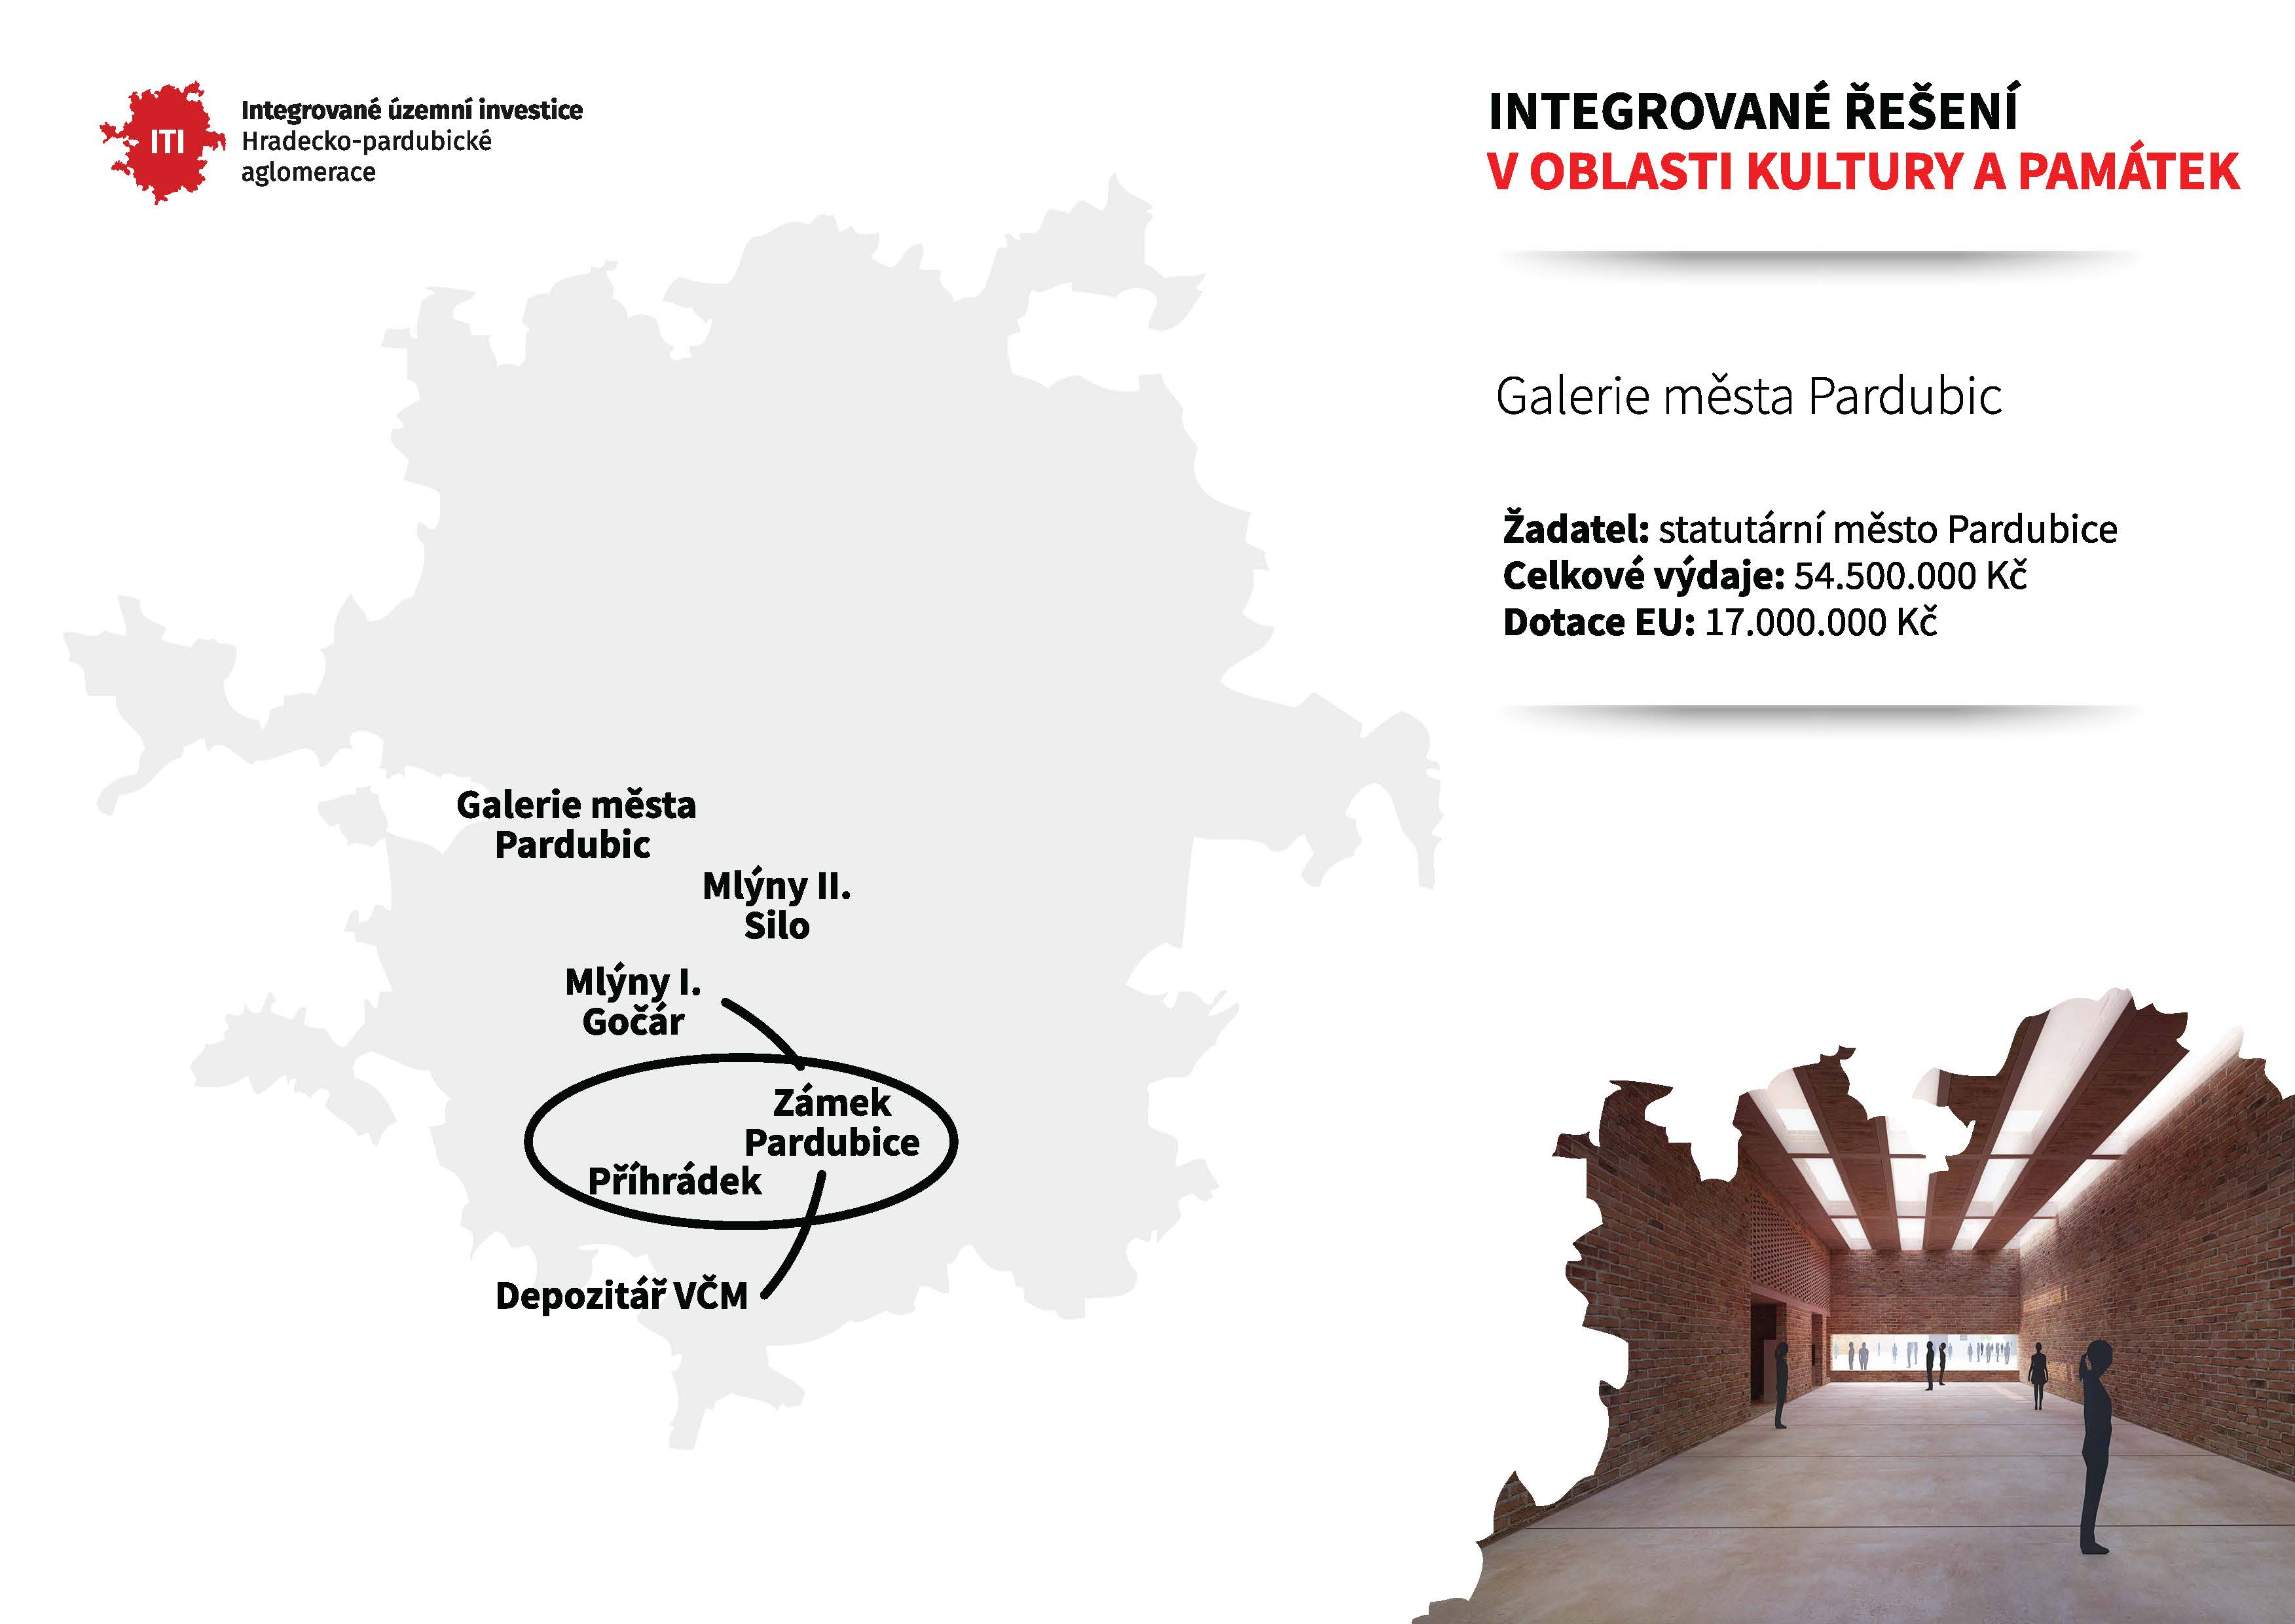 ITI
Integrované územní investice
Hradecko-pardubické
aglomerace
INTEGROVANÉ ŘEŠENÍ
V OBLASTI KULTURY A PAMÁTEK
Galerie města Pardubic
Žadatel: statutární město Pardubice
Celkové výdaje: 54.500.000 Kč
Dotace EU: 17.000.000 Kč
Galerie města
Pardubic
Mlýny II.
Silo
Mlýny I.
Gočár
Zámek
Pardubice
Příhrádek
Depozitář VČM